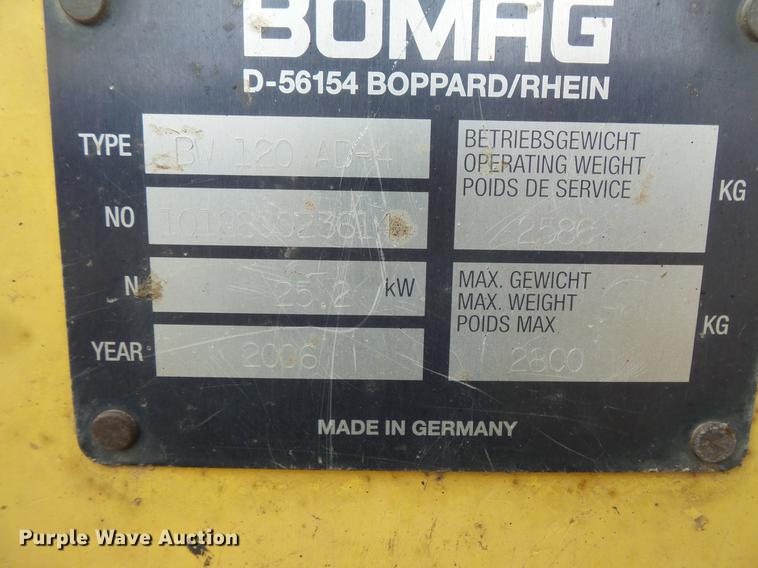 BOMAG
D-56154 BOPPARD/RHEIN
TYPE BW 120 AD-4
NO
N 25.2 kW
YEAR 2006
BETRIEBSGEWICHT
OPERATING WEIGHT
POIDS DE SERVICE
2586 KG
MAX. GEWICHT
MAX. WEIGHT
POIDS MAX
2800 KG
MADE IN GERMANY
Purple Wave Auction